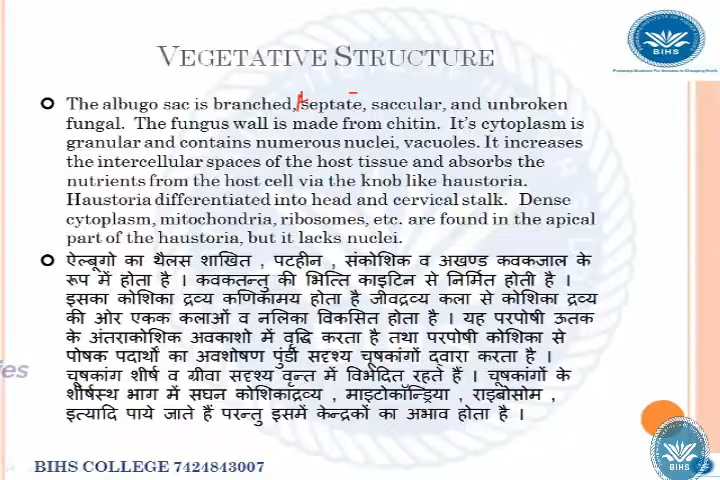 VEGETATIVE STRUCTURE
BIHS
The albugo sac is branched, septate, saccular, and unbroken
fungal. The fungus wall is made from chitin. It's cytoplasm is
granular and contains numerous nuclei, vacuoles. It increases
the intercellular spaces of the host tissue and absorbs the
nutrients from the host cell via the knob like haustoria.
Haustoria differentiated into head and cervical stalk. Dense
cytoplasm, mitochondria, ribosomes, etc. are found in the apical
part of the haustoria, but it lacks nuclei.
ऐल्बूगो का थैलस शाखित , पटहीन , संकोशिक व अखण्ड कवकजाल के
रूप में होता है । कवकतन्तु की भित्ति काइटिन से निर्मित होती है ।
इसका कोशिका द्रव्य कणिकामय होता है जीवद्रव्य कला से कोशिका द्रव्य
की ओर एकक कलाओं व नलिका विकसित होता है । यह परपोषी ऊतक
के अंतराकोशिक अवकाशो में वृद्धि करता है तथा परपोषी कोशिका से
पोषक पदार्थों का अवशोषण पुंडी सदृश्य चूषकांगों द्वारा करता है ।
चूषकांग शीर्ष व ग्रीवा सदृश्य वृन्त में विभेदित रहते हैं । चूषकांगों के
शीर्षस्थ भाग में सघन कोशिकाद्रव्य , माइटोकॉन्ड्रिया , राइबोसोम ,
इत्यादि पाये जाते हैं परन्तु इसमें केन्द्रकों का अभाव होता है ।
BIHS COLLEGE 7424843007
BIHS